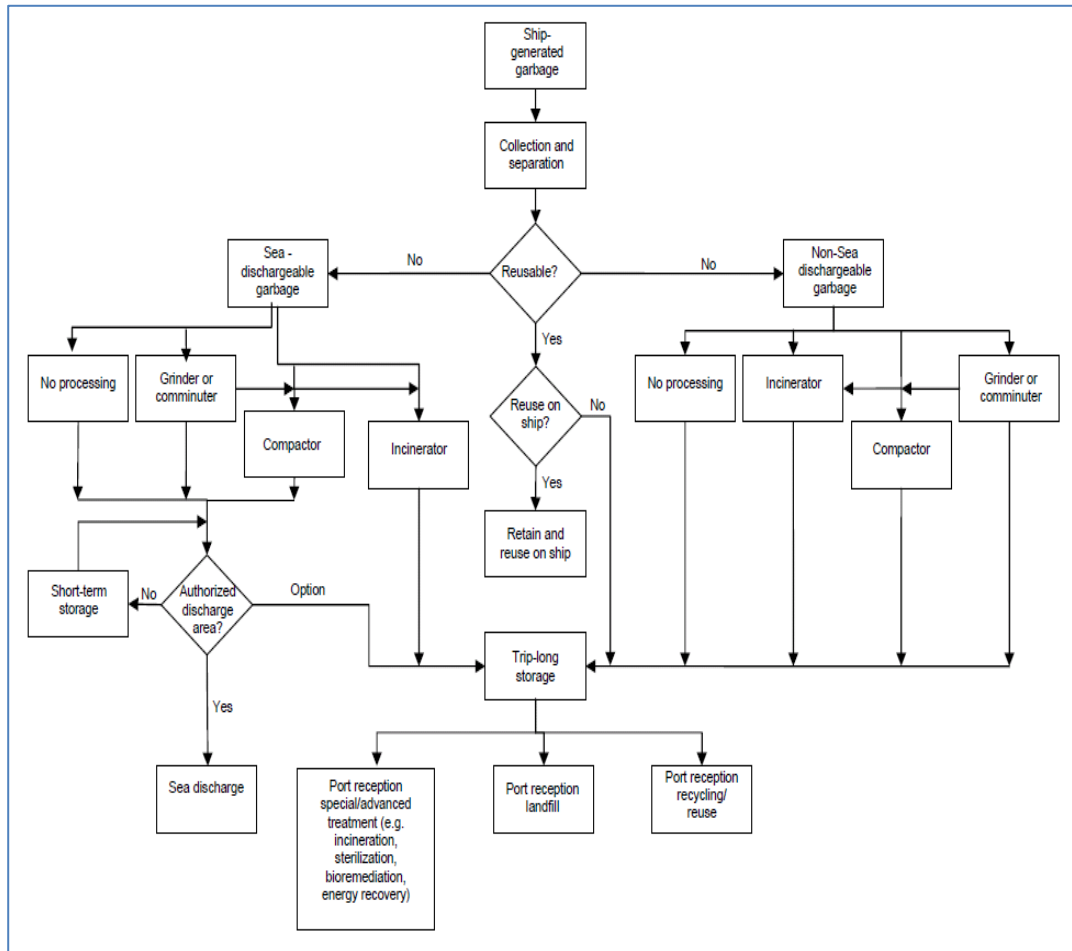 Ship-
generated
garbage
Collection and
separation
Sea -
dischargeable
garbage
No
Reusable?
No
Non-Sea
dischargeable
garbage
Yes
No processing
Grinder or
comminuter
Compactor
Incinerator
Reuse on
ship?
No
No processing
Incinerator
Compactor
Grinder or
comminuter
Yes
Retain and
reuse on ship
Short-term
storage
No
Authorized
discharge
area?
Option
Trip-long
storage
Yes
Sea discharge
Port reception
special/advanced
treatment (e.g.
incineration,
sterilization,
bioremediation,
energy recovery)
Port reception
landfill
Port reception
recycling/
reuse